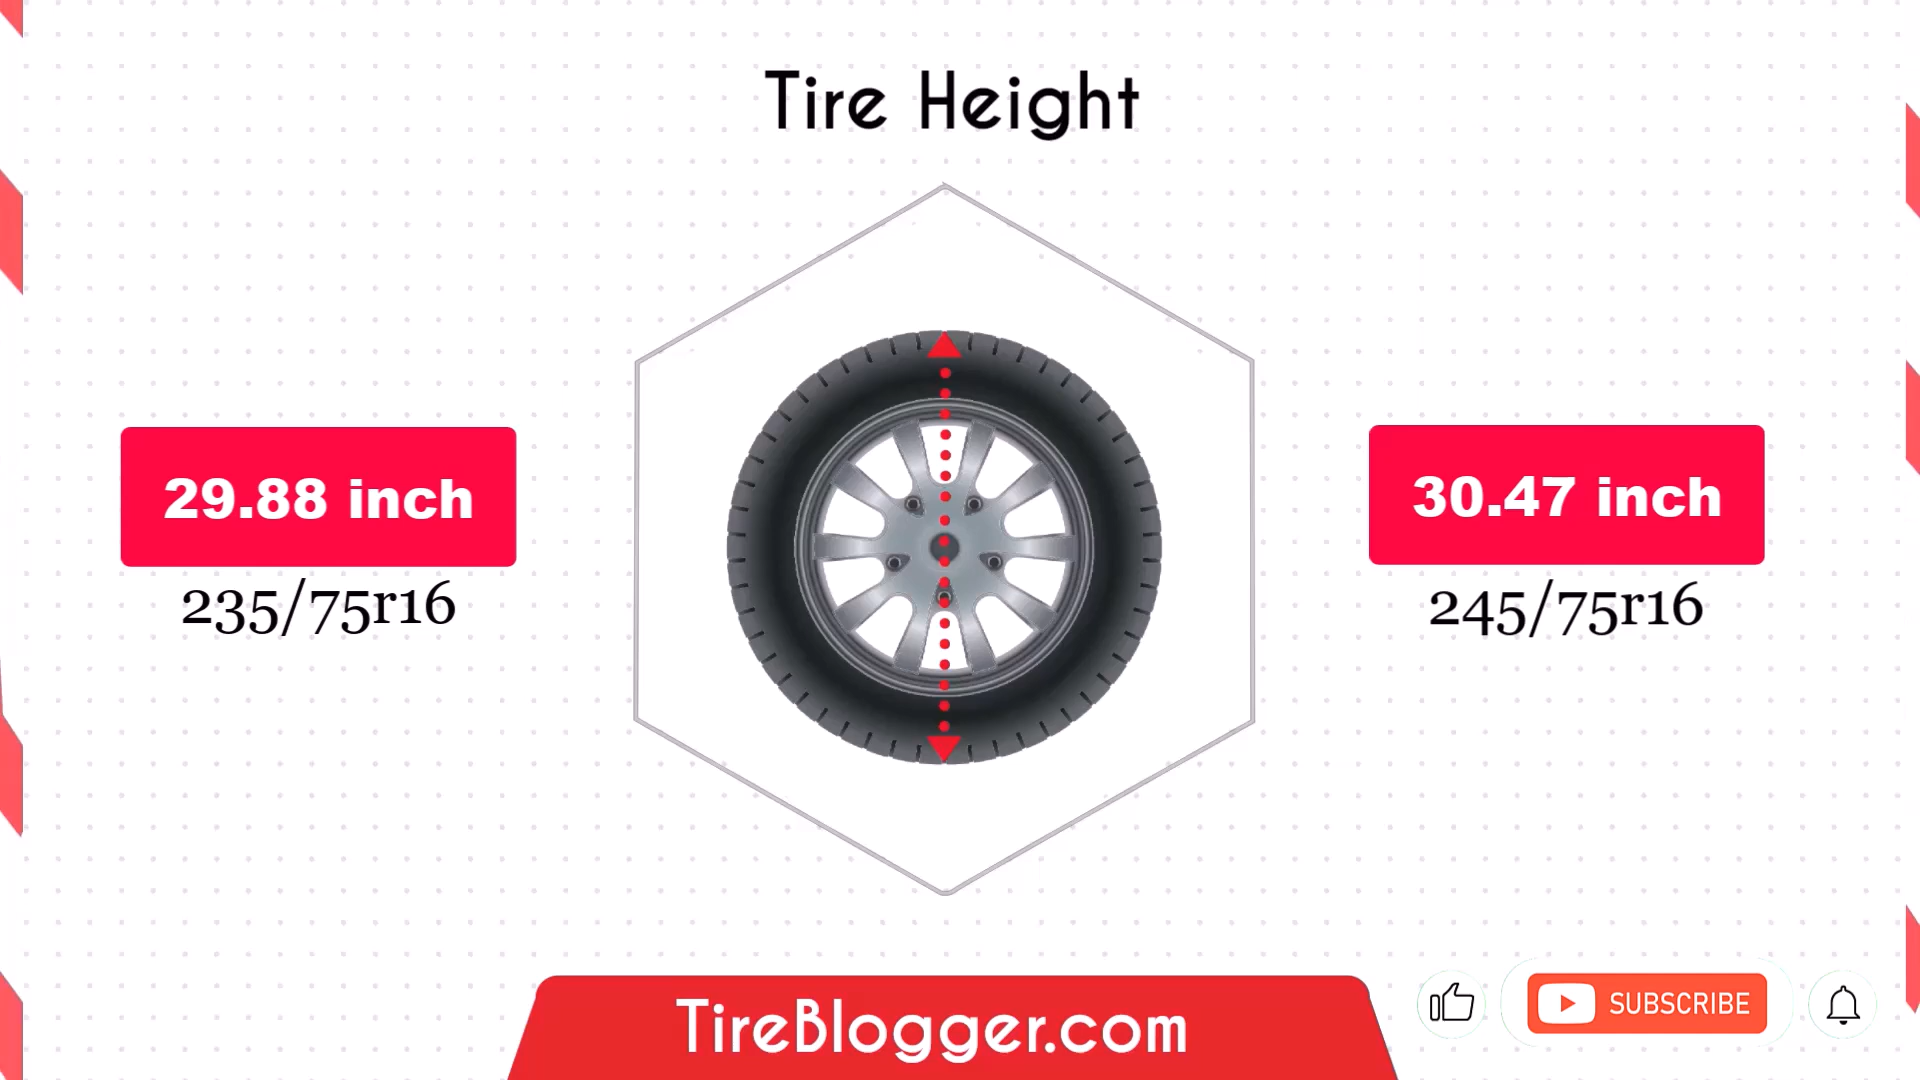 Tire Height
29.88 inch
235/75r16
30.47 inch
245/75r16
TireBlogger.com
SUBSCRIBE